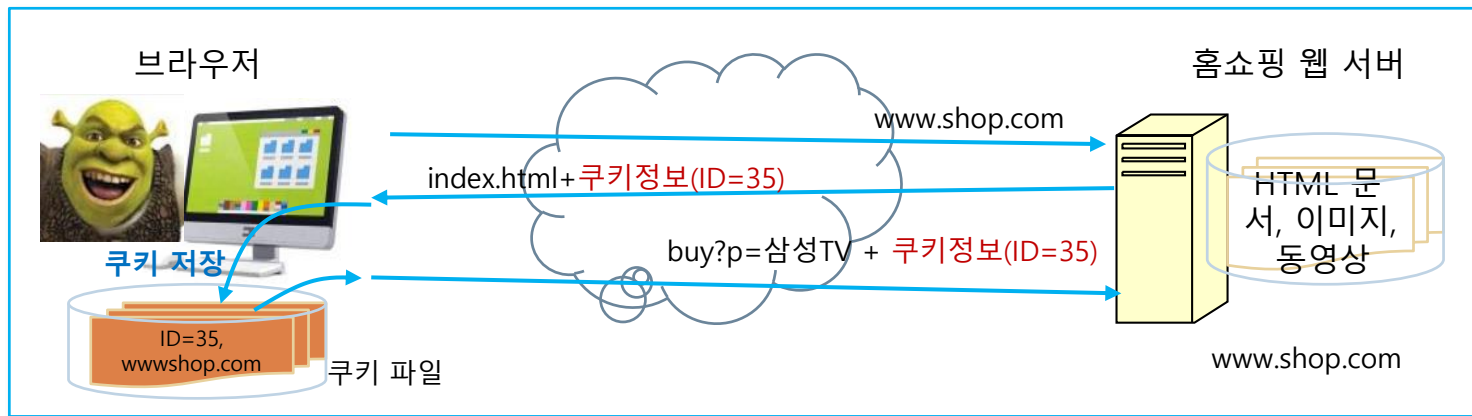 브라우저
홈쇼핑 웹 서버
www.shop.com
index.html+쿠키정보(ID=35)
HTML 문
서, 이미지,
동영상
buy?p=삼성TV + 쿠키정보(ID=35)
쿠키 저장
ID=35,
wwwshop.com
쿠키 파일
www.shop.com